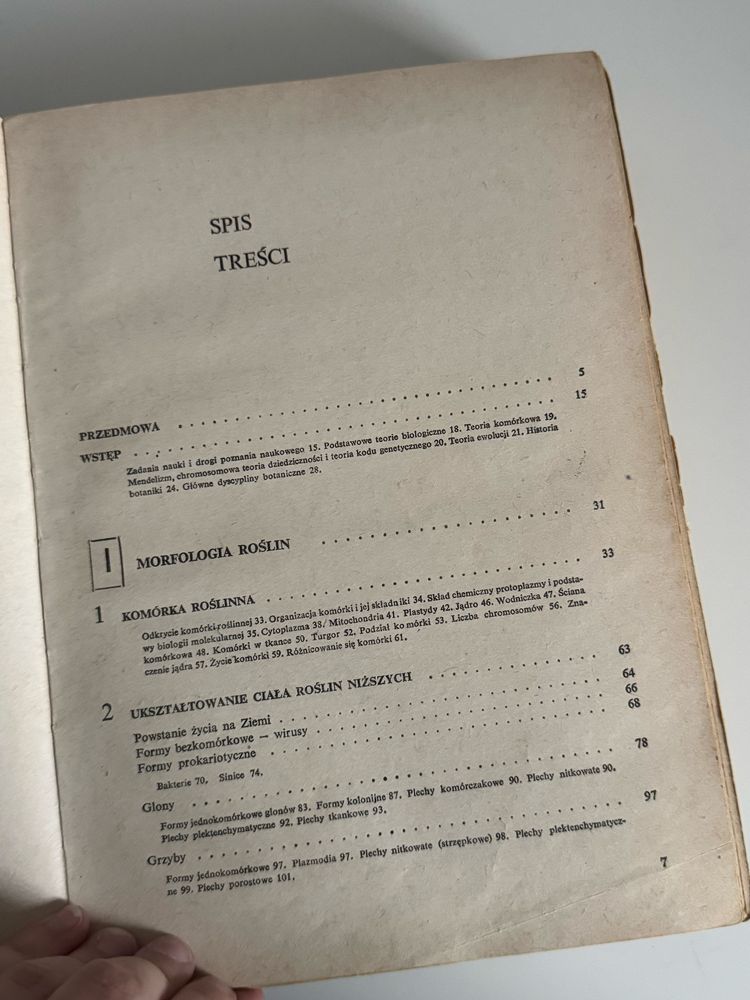 SPIS
TREŚCI
PRZEDMOWA . . . . . . . . . . . . . . . . . . . . . . . . . . . . 5
WSTĘP . . . . . . . . . . . . . . . . . . . . . . . . . . . . . . 15
Zadania nauki i drogi poznania naukowego 15. Podstawowe teorie biologiczne 18. Teoria komórkowa 19.
Mendelizm, chromosomowa teoria dziedziczności i teoria kodu genetycznego 20. Teoria ewolucji 21. Historia
botaniki 24. Główne dyscypliny botaniczne 28.
I MORFOLOGIA ROŚLIN . . . . . . . . . . . . . . . . . . . 31
1 KOMÓRKA ROŚLINNA . . . . . . . . . . . . . . . . . . . . . . 33
Odkrycie komórki roślinnej 33. Organizacja komórki i jej składniki 34. Skład chemiczny protoplazmy i podsta-
wy biologii molekularnej 35. Cytoplazma 38. Mitochondria 41. Plastydy 42. Jądro 46. Wodniczka 47. Ściana
komórkowa 48. Komórki w tkance 50. Turgor 52. Podział komórki 53. Liczba chromosomów 56. Zna-
czenie jądra 57. Życie komórki 59. Różnicowanie się komórki 61.
2 UKSZTAŁTOWANIE CIAŁA ROŚLIN NIŻSZYCH . . . . . . . . . . . 63
Powstanie życia na Ziemi . . . . . . . . . . . . . . . . . . . . . . 64
Formy bezkomórkowe — wirusy . . . . . . . . . . . . . . . . . . . 66
Formy prokariotyczne . . . . . . . . . . . . . . . . . . . . . . . . 68
Bakterie 70. Sinice 74.
Glony . . . . . . . . . . . . . . . . . . . . . . . . . . . . . . . 78
Formy jednokomórkowe glonów 83. Formy kolonijne 87. Plechy komórczakowe 90. Plechy nitkowate 90.
Plechy plektenchymatyczne 92. Plechy tkankowe 93.
Grzyby . . . . . . . . . . . . . . . . . . . . . . . . . . . . . . 97
Formy jednokomórkowe 97. Plazmodia 97. Plechy nitkowate (strzępkowe) 98. Plechy plektenchymatycz-
ne 99. Plechy porostowe 101.
7